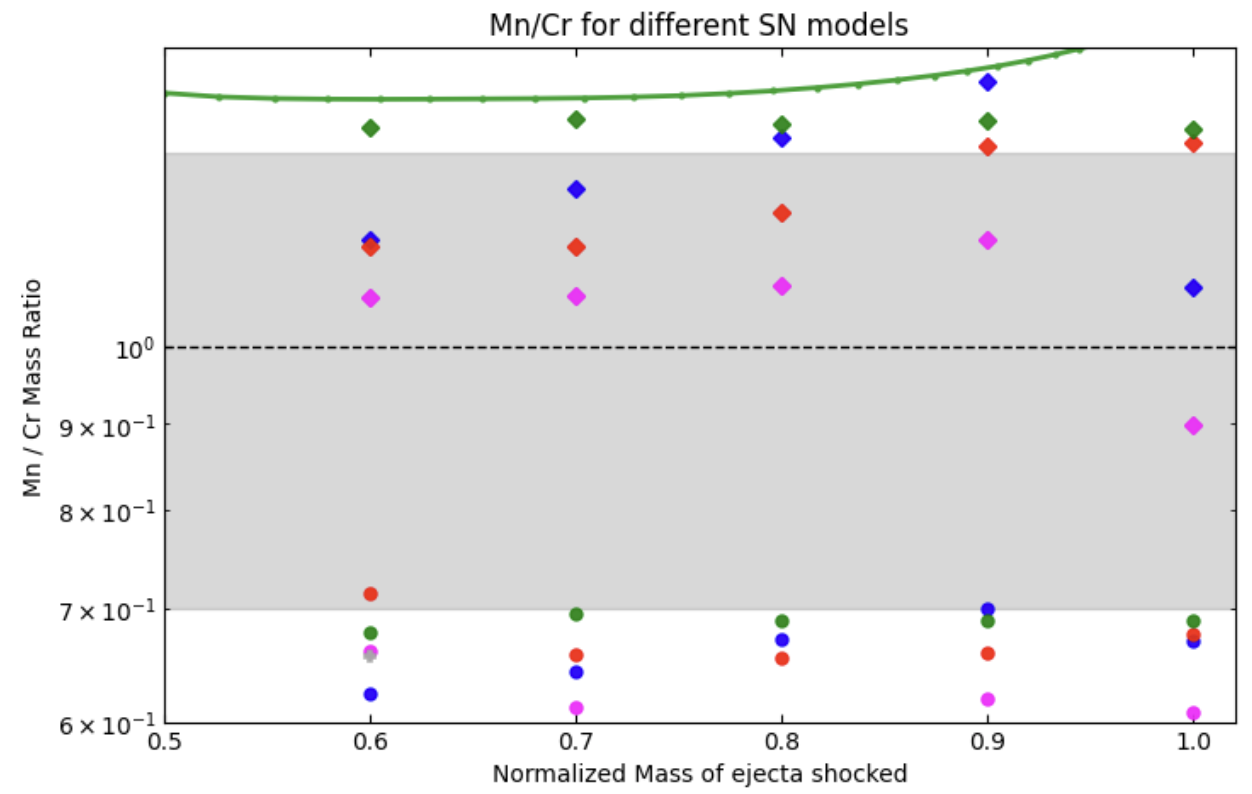 Mn/Cr for different SN models
Mn / Cr Mass Ratio
10⁰
9 × 10⁻¹
8 × 10⁻¹
7 × 10⁻¹
6 × 10⁻¹
0.5 0.6 0.7 0.8 0.9 1.0
Normalized Mass of ejecta shocked